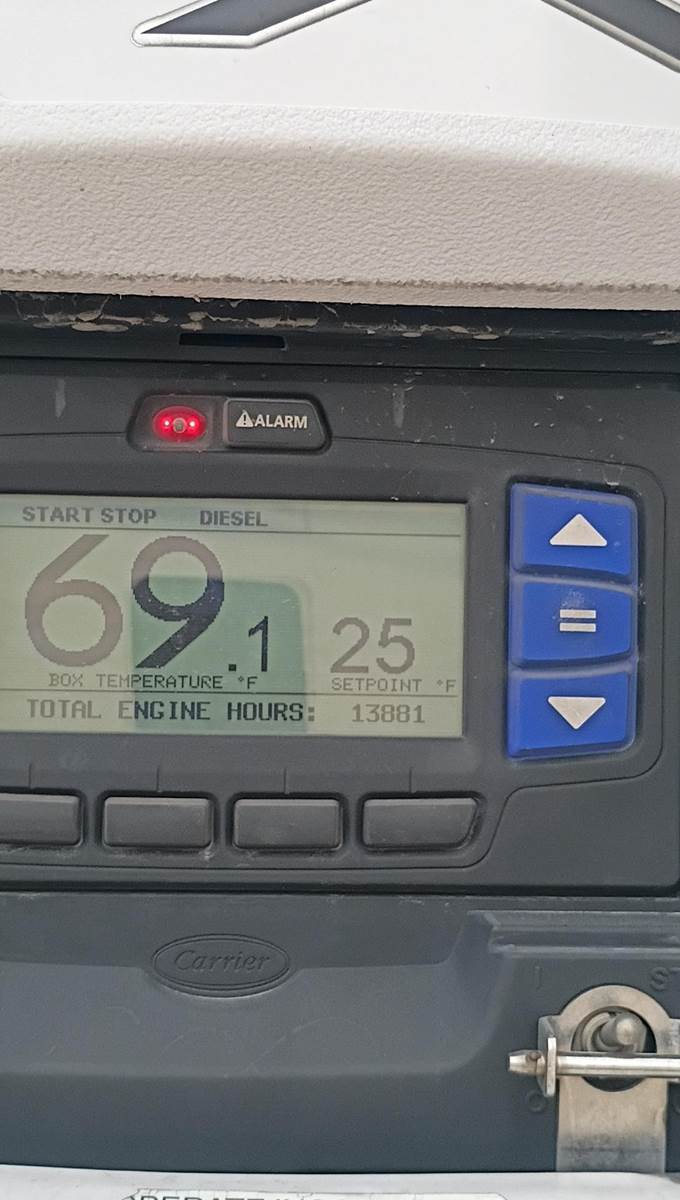 ALARM
START STOP DIESEL
69.1 25
BOX TEMPERATURE °F SETPOINT °F
TOTAL ENGINE HOURS: 13881
Carrier
I
O